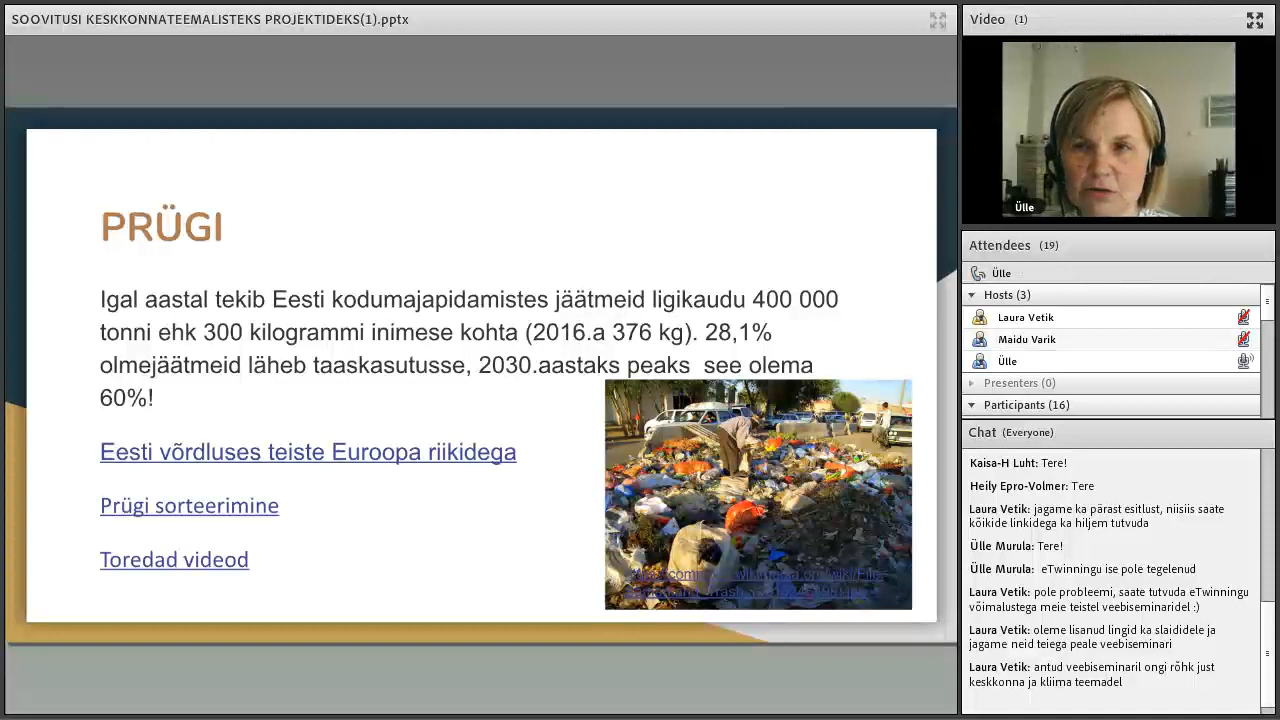 SOOVITUSI KESKKONNATEEMALISTEKS PROJEKTIDEKS(1).pptx
PRÜGI
Igal aastal tekib Eesti kodumajapidamistes jäätmeid ligikaudu 400 000
tonni ehk 300 kilogrammi inimese kohta (2016.a 376 kg). 28,1%
olmejäätmeid läheb taaskasutusse, 2030.aastaks peaks see olema
60%!
Eesti võrdluses teiste Euroopa riikidega
Prügi sorteerimine
Toredad videod
Video (1)
Ülle
Attendees (19)
Ülle
Hosts (3)
Laura Vetik
Maidu Varik
Ülle
Presenters (0)
Participants (16)
Chat (Everyone)
Kaisa-H Luht: Tere!
Heily Epro-Volmer: Tere
Laura Vetik: jagame ka pärast esitlust, niisiis saate
kõikide linkidega ka hiljem tutvuda
Ülle Murula: Tere!
Ülle Murula: eTwinningu ise pole tegelenud
Laura Vetik: pole probleemi, saate tutvuda eTwinningu
võimalustega meie teistel veebiseminaridel :)
Laura Vetik: oleme lisanud lingid ka slaididele ja
jagame neid teiega peale veebiseminari
Laura Vetik: antud veebiseminaril ongi rõhk just
keskkonna ja kliima teemadel